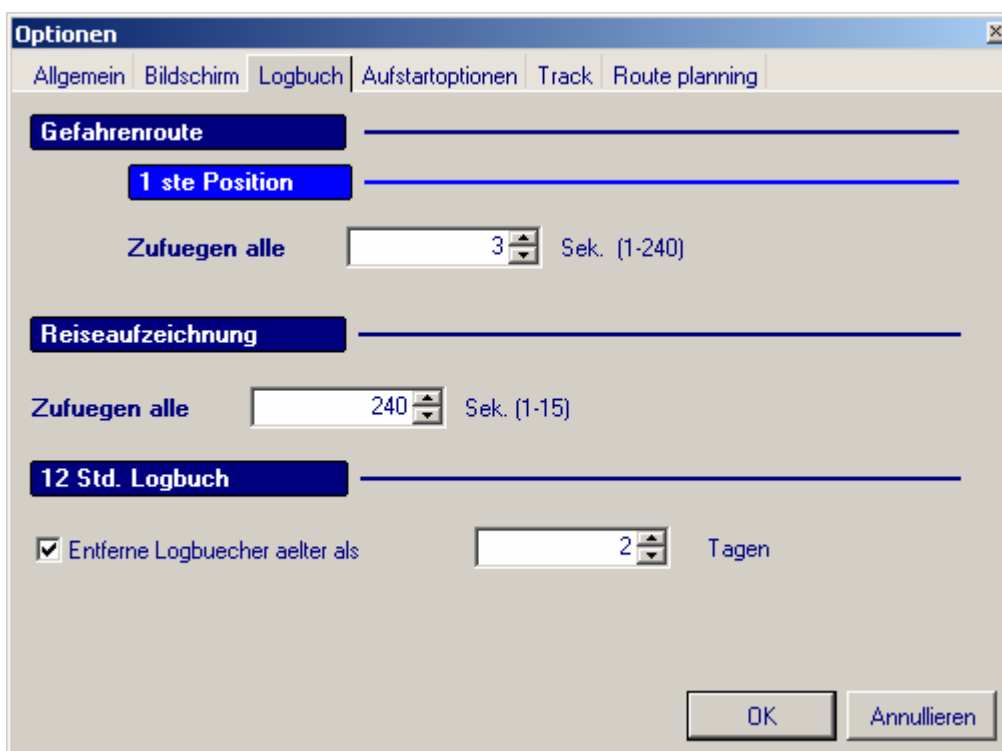 Optionen
Allgemein Bildschirm Logbuch Aufstartoptionen Track Route planning
Gefahrenroute
1 ste Position
Zufuegen alle 3 Sek. (1-240)
Reiseaufzeichnung
Zufuegen alle 240 Sek. (1-15)
12 Std. Logbuch
Entferne Logbuecher aelter als 2 Tagen
OK Annullieren